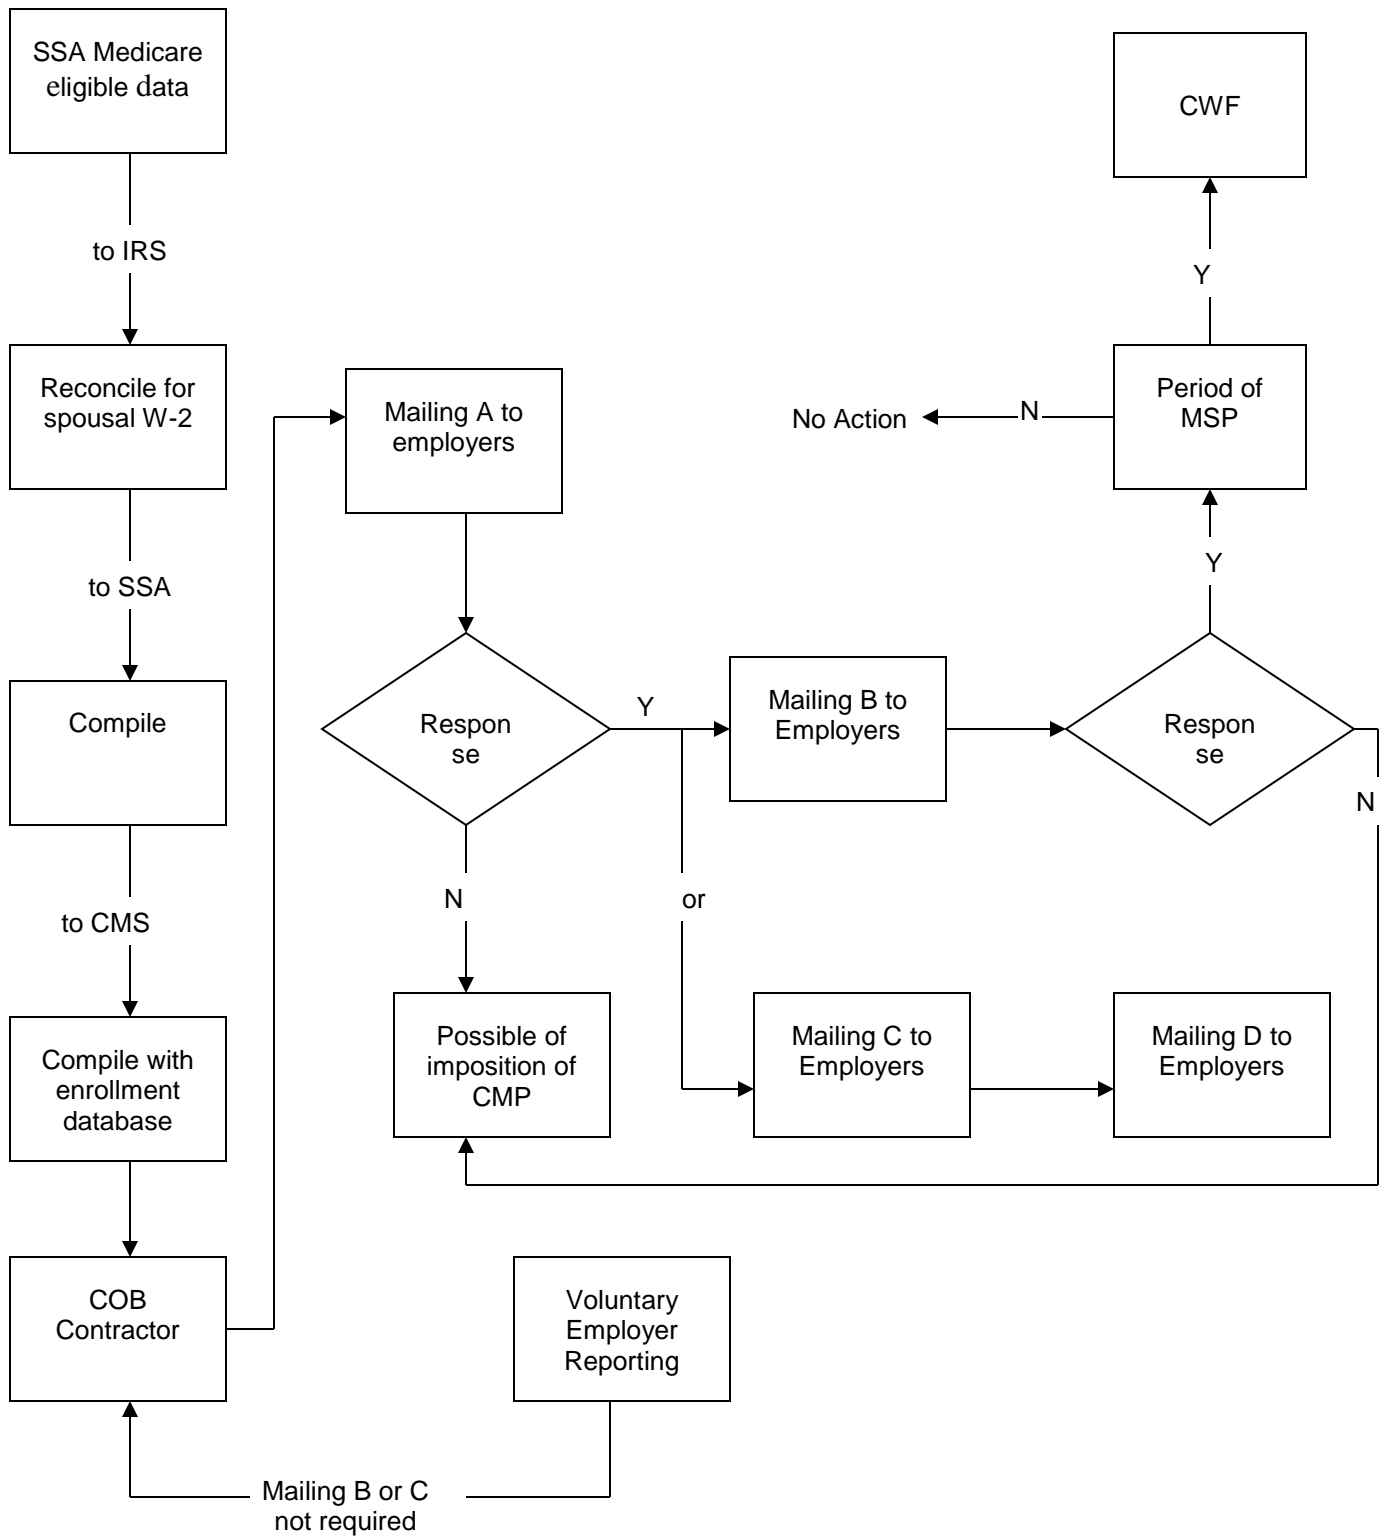 SSA Medicare
eligible data
CWF
to IRS
Y
Reconcile for
spousal W-2
Mailing A to
employers
No Action
N
Period of
MSP
to SSA
Y
Compile
Respon
se
Y
Mailing B to
Employers
Respon
se
N
to CMS
N
or
Compile with
enrollment
database
Possible of
imposition of
CMP
Mailing C to
Employers
Mailing D to
Employers
COB
Contractor
Voluntary
Employer
Reporting
Mailing B or C
not required